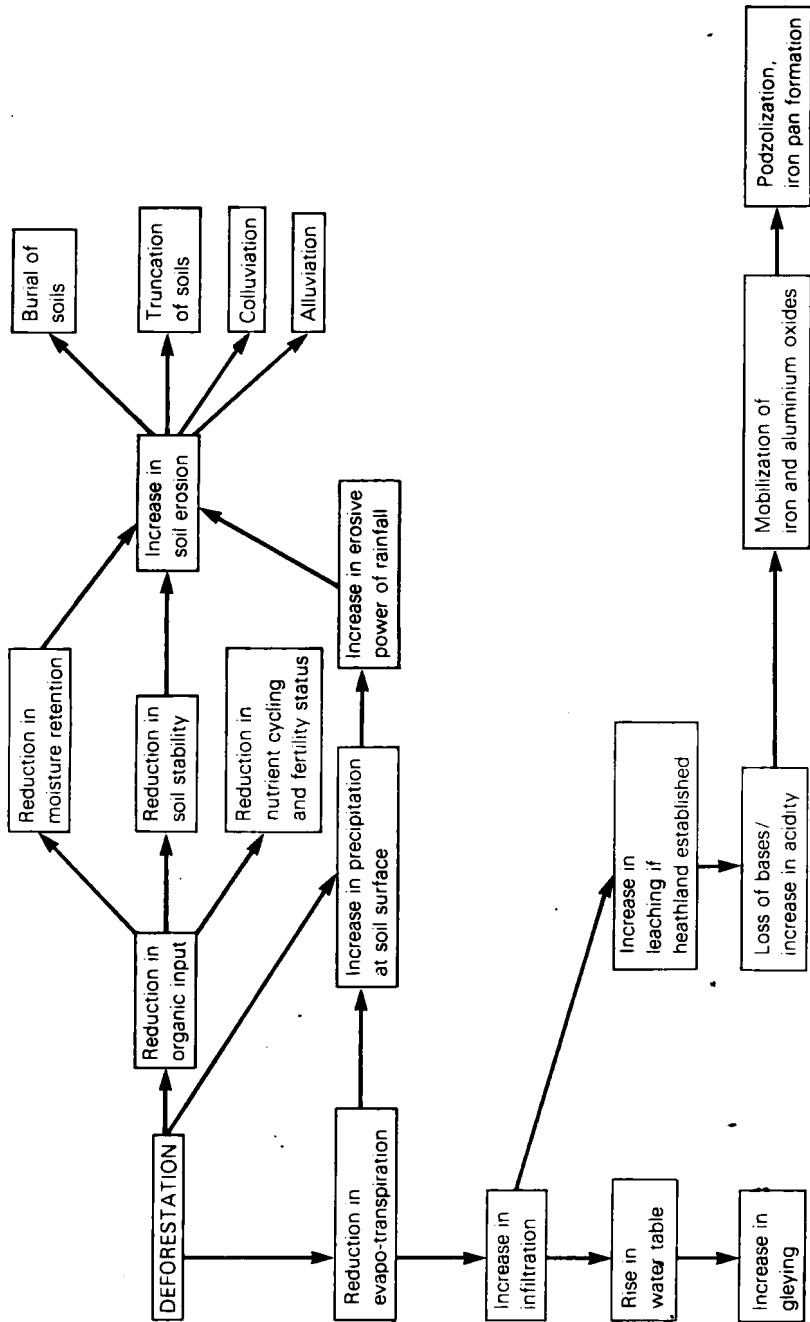 DEFORESTATION
Reduction in
organic input
Reduction in
moisture retention
Reduction in
soil stability
Reduction in
nutrient cycling
and fertility status
Increase in
soil erosion
Burial of
soils
Truncation
of soils
Colluviation
Alluviation
Reduction in
evapo-transpiration
Increase in precipitation
at soil surface
Increase in erosive
power of rainfall
Increase in
infiltration
Increase in
leaching if
heathland established
Rise in
water table
Increase in
gleying
Loss of bases/
increase in acidity
Mobilization of
iron and aluminium oxides
Podzolization,
iron pan formation